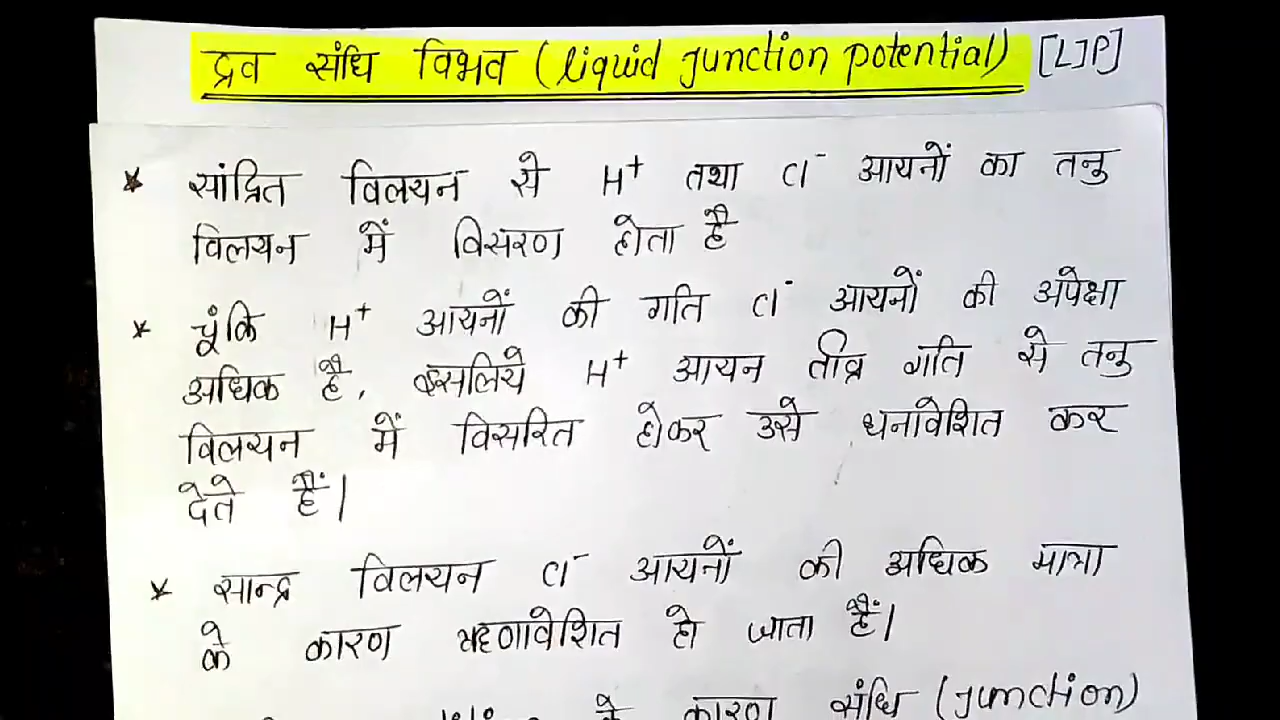 द्रव संधि विभव (liquid junction potential) [LJP]
* सांद्रित विलयन से H⁺ तथा Cl⁻ आयनों का तनु
विलयन में विसरण होता है
* चूंकि H⁺ आयनों की गति Cl⁻ आयनों की अपेक्षा
अधिक है, इसलिये H⁺ आयन तीव्र गति से तनु
विलयन में विसरित होकर उसे धनावेशित कर
देते हैं।
* सान्द्र विलयन Cl⁻ आयनों की अधिक मात्रा
के कारण ऋणावेशित हो जाता हैं।
के कारण संधि (junction)